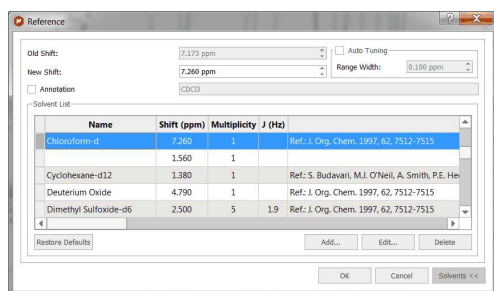 Reference
Old Shift: 7.173 ppm
Auto Tuning
New Shift: 7.260 ppm
Range Width: 0.100 ppm
Annotation CDCl3
Solvent List
Name Shift (ppm) Multiplicity J (Hz)
Chloroform-d 7.260 1 Ref.: J. Org. Chem. 1997, 62, 7512-7515
1.560 1
Cyclohexane-d12 1.380 1 Ref.: S. Budavari, M.J. O'Neil, A. Smith, P.E. He
Deuterium Oxide 4.790 1 Ref.: J. Org. Chem. 1997, 62, 7512-7515
Dimethyl Sulfoxide-d6 2.500 5 1.9 Ref.: J. Org. Chem. 1997, 62, 7512-7515
Restore Defaults Add... Edit... Delete
OK Cancel Solvents <<